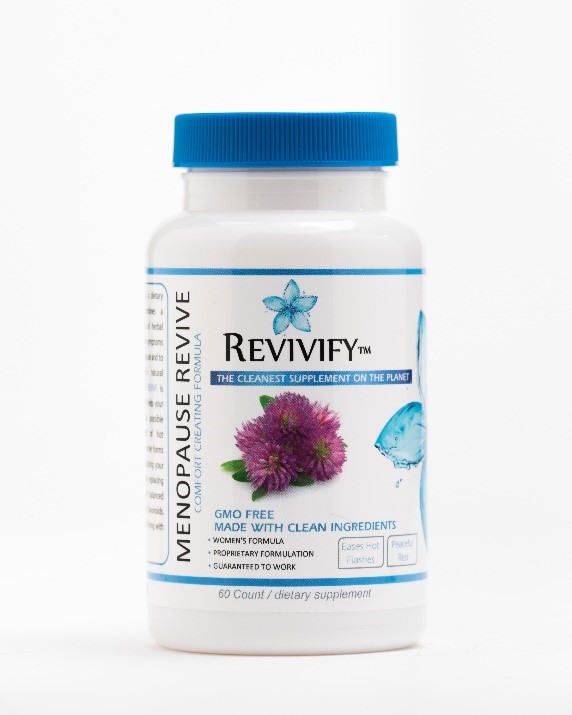 MENOPAUSE REVIVE
COMFORT CREATING FORMULA
REVIVIFY™
THE CLEANEST SUPPLEMENT ON THE PLANET
GMO FREE
MADE WITH CLEAN INGREDIENTS
• WOMEN'S FORMULA
• PROPRIETARY FORMULATION
• GUARANTEED TO WORK
Eases Hot
Flashes
Peaceful
Rest
60 Count / dietary supplement